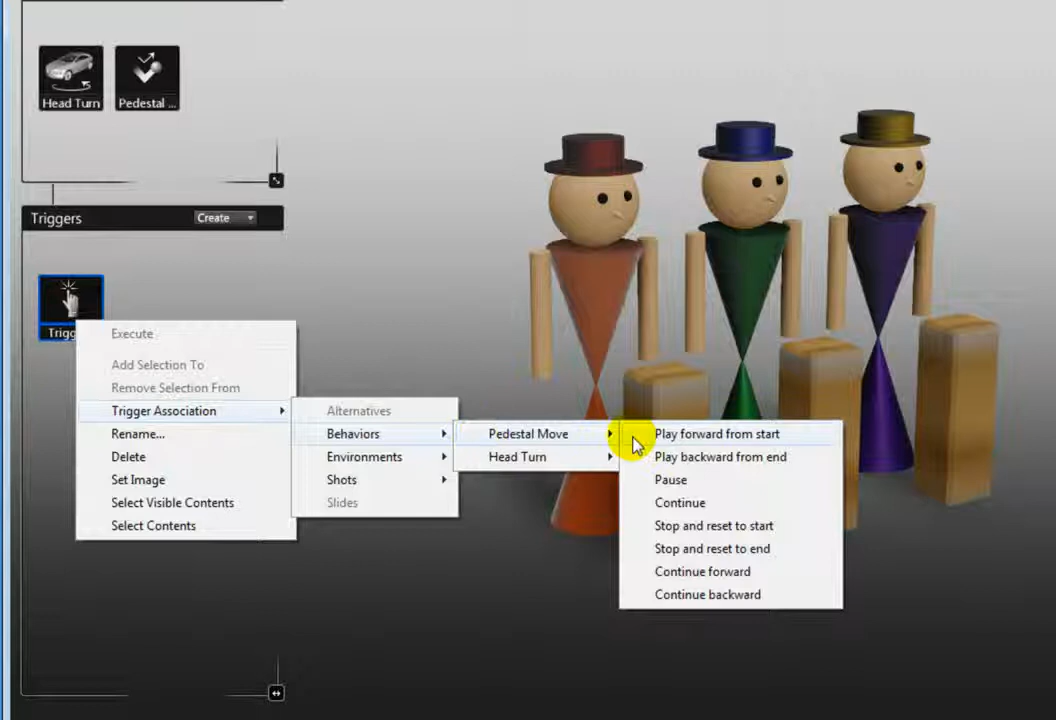 Head Turn
Pedestal ...
Triggers
Create
Trigg
Execute
Add Selection To
Remove Selection From
Trigger Association
Rename...
Delete
Set Image
Select Visible Contents
Select Contents
Alternatives
Behaviors
Environments
Shots
Slides
Pedestal Move
Head Turn
Play forward from start
Play backward from end
Pause
Continue
Stop and reset to start
Stop and reset to end
Continue forward
Continue backward